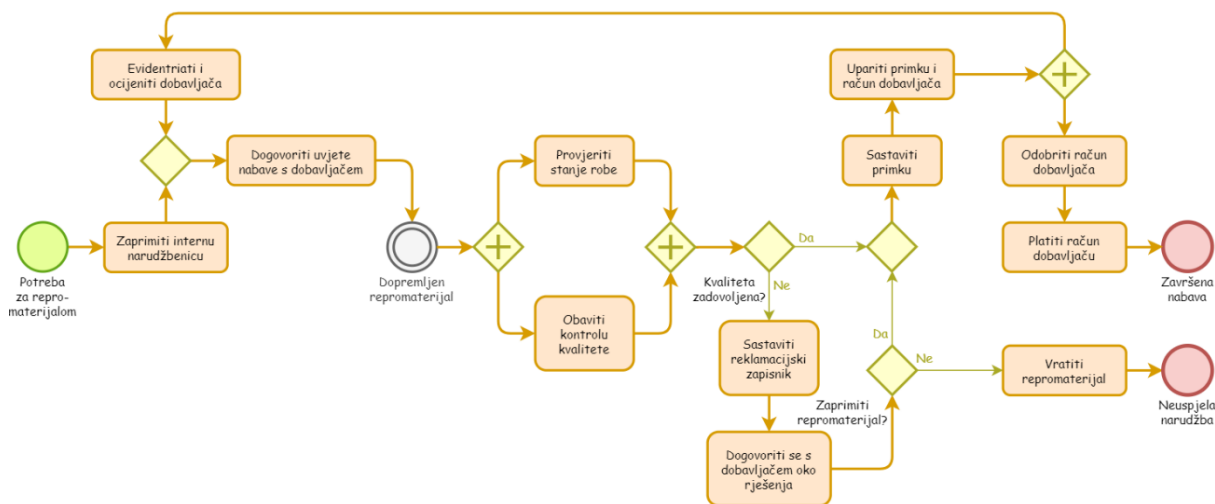 Evidentriati i
ocijeniti dobavljača
Upariti primku i
račun dobavljača
Dogovoriti uvjete
nabave s dobavljačem
Provjeriti
stanje robe
Sastaviti
primku
Odobriti račun
dobavljača
Zaprimiti internu
narudžbenicu
Potreba
za repro-
materijalom
Dopremljen
repromaterijal
Da
Kvaliteta
zadovoljena?
Ne
Platiti račun
dobavljaču
Završena
nabava
Obaviti
kontrolu
kvalitete
Sastaviti
reklamacijski
zapisnik
Da
Ne
Zaprimiti
repromaterijal?
Vratiti
repromaterijal
Neuspjela
narudžba
Dogovoriti se s
dobavljačem oko
rješenja